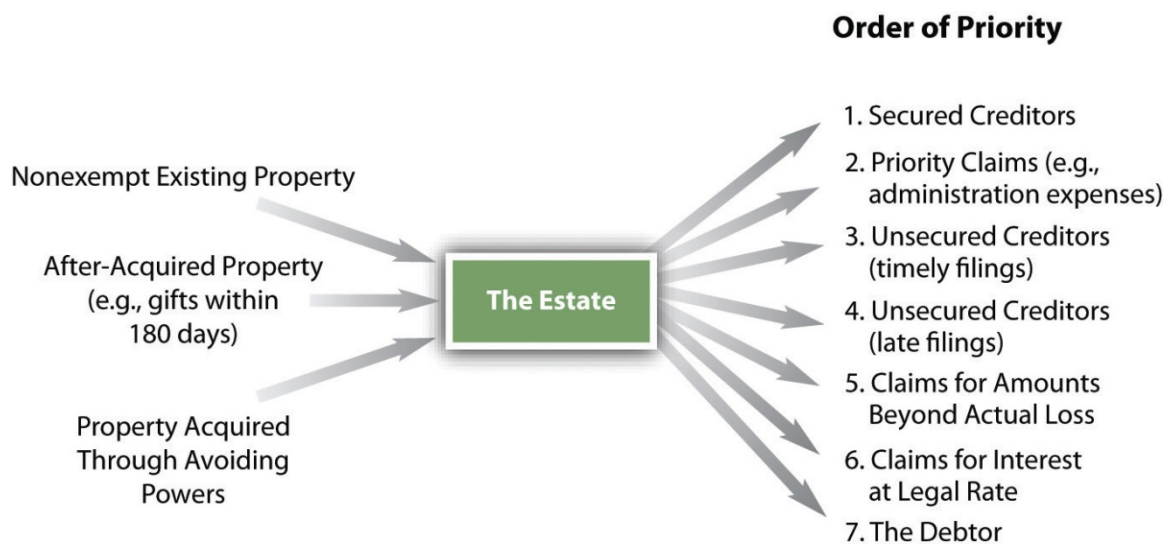 Order of Priority
Nonexempt Existing Property
After-Acquired Property
(e.g., gifts within
180 days)
Property Acquired
Through Avoiding
Powers
The Estate
1. Secured Creditors
2. Priority Claims (e.g.,
administration expenses)
3. Unsecured Creditors
(timely filings)
4. Unsecured Creditors
(late filings)
5. Claims for Amounts
Beyond Actual Loss
6. Claims for Interest
at Legal Rate
7. The Debtor